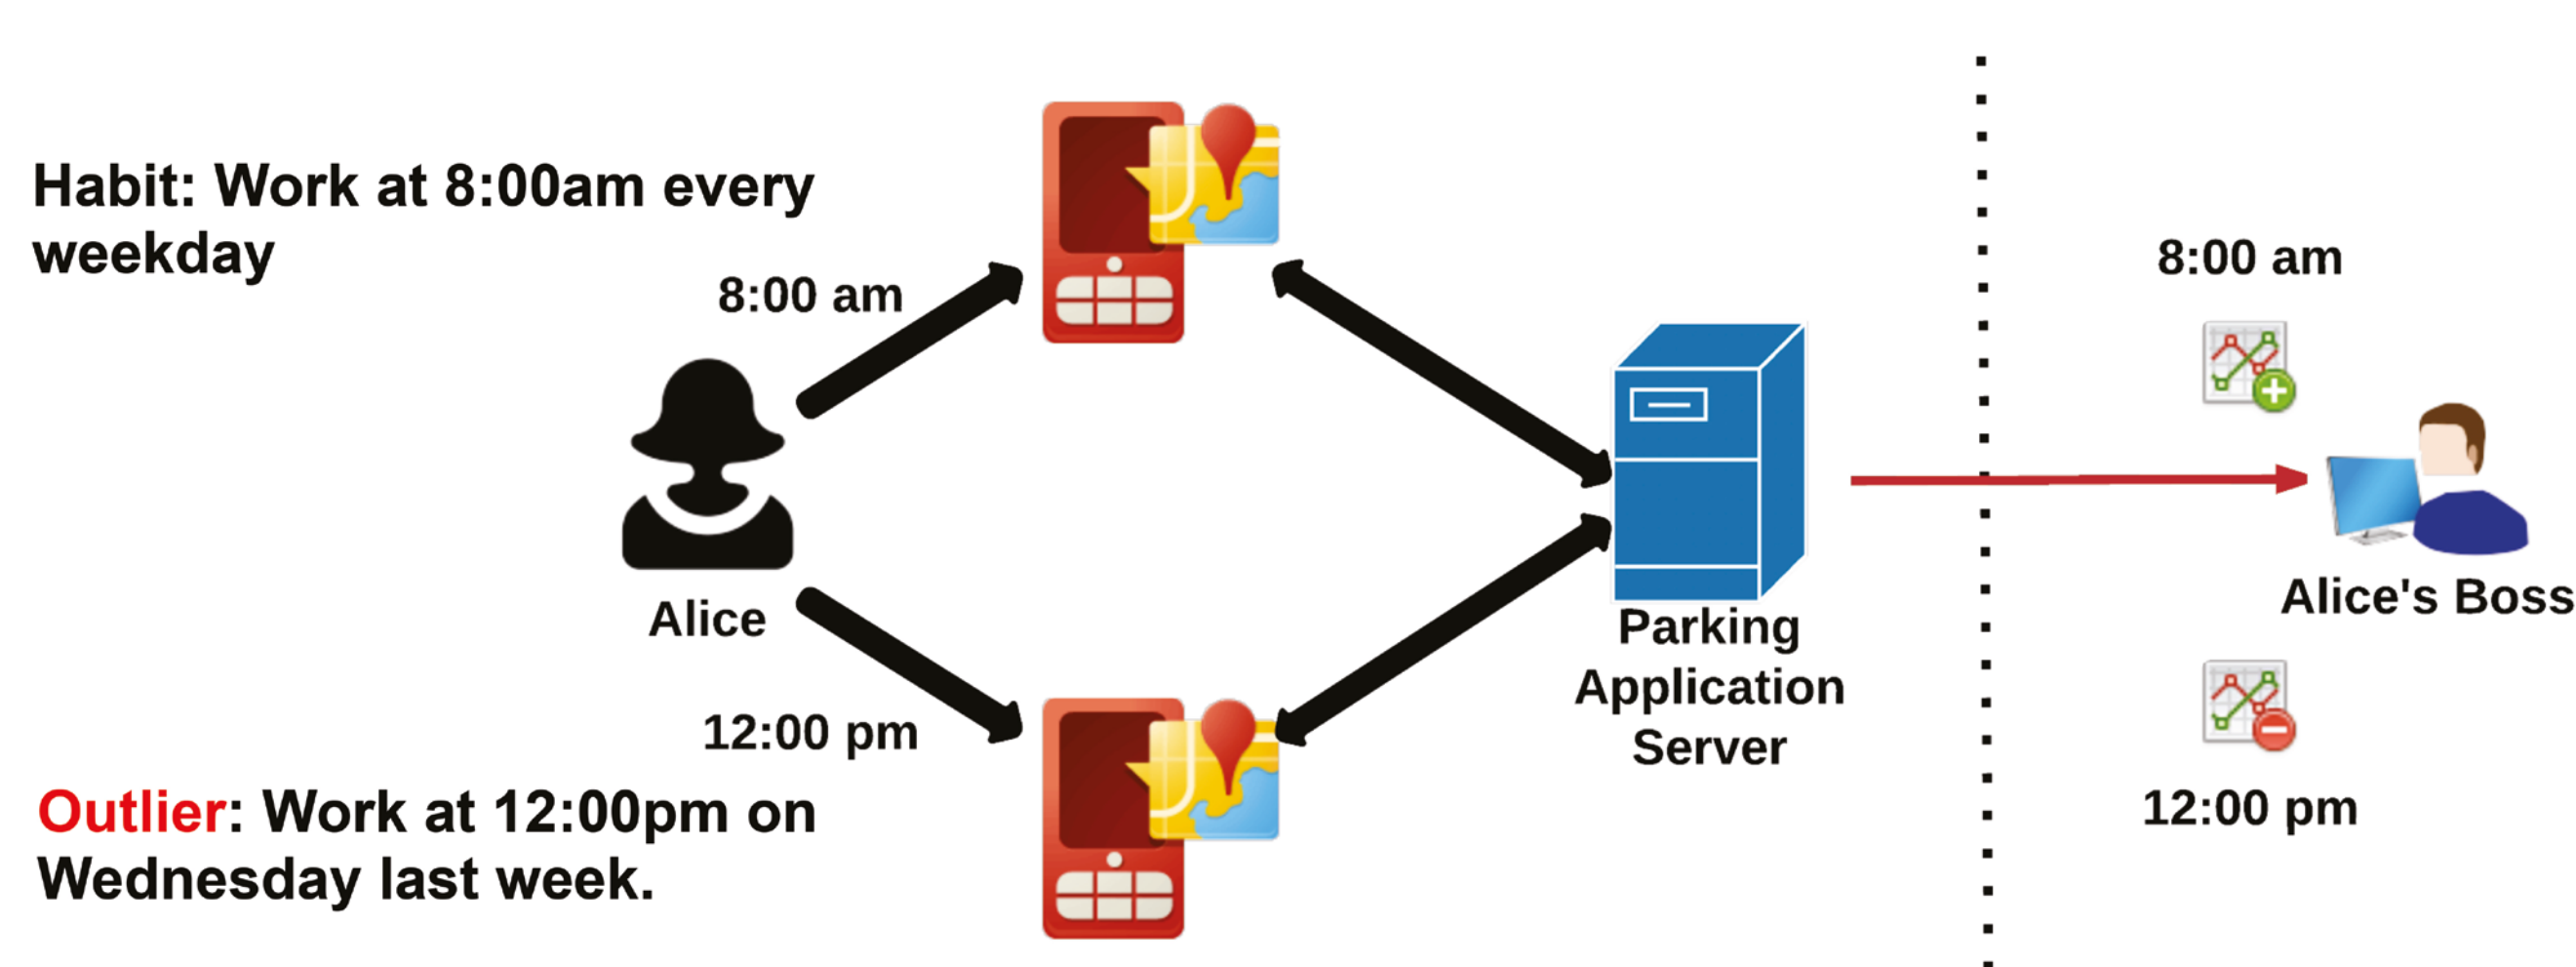 Habit: Work at 8:00am every
weekday
8:00 am
8:00 am
Alice
Alice's Boss
Parking
Application
Server
12:00 pm
12:00 pm
Outlier: Work at 12:00pm on
Wednesday last week.